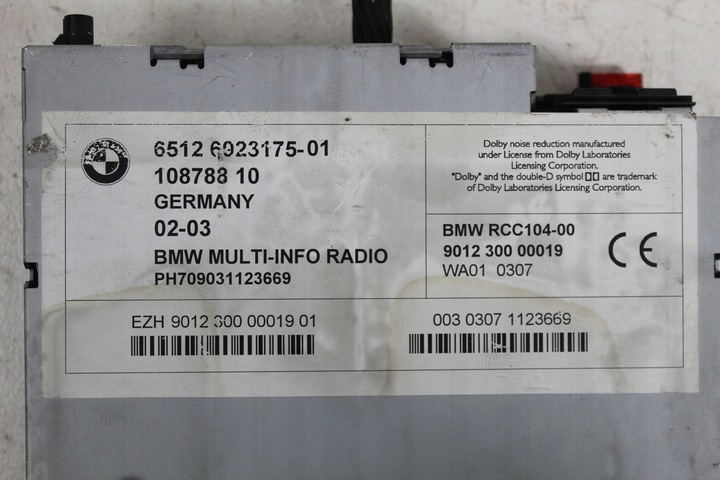 BMW
65126923175-01
108788 10
GERMANY
02-03
BMW MULTI-INFO RADIO
PH709031123669
Dolby noise reduction manufactured
under License from Dolby Laboratories
Licensing Corporation.
"Dolby" and the double-D symbol are trademark
of Dolby Laboratories Licensing Corporation.
BMW RCC104-00
9012 300 00019
WA01 0307
CE
EZH 9012 300 00019 01
003 0307 1123669